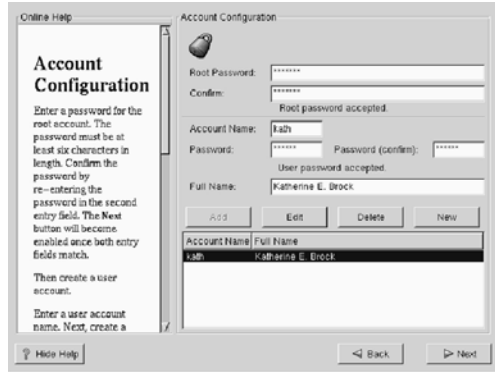 Online Help
Account
Configuration
Enter a password for the
root account. The
password must be at
least six characters in
length. Confirm the
password by
re-entering the
password in the second
entry field. The Next
button will become
enabled once both entry
fields match.
Then create a user
account.
Enter a user account
name. Next, create a
Account Configuration
Root Password: *******
Confirm: *******
Root password accepted.
Account Name: kath
Password: ****** Password (confirm): ******
User password accepted.
Full Name: Katherine E. Brock
Add Edit Delete New
Account Name Full Name
kath Katherine E. Brock
? Hide Help Back Next